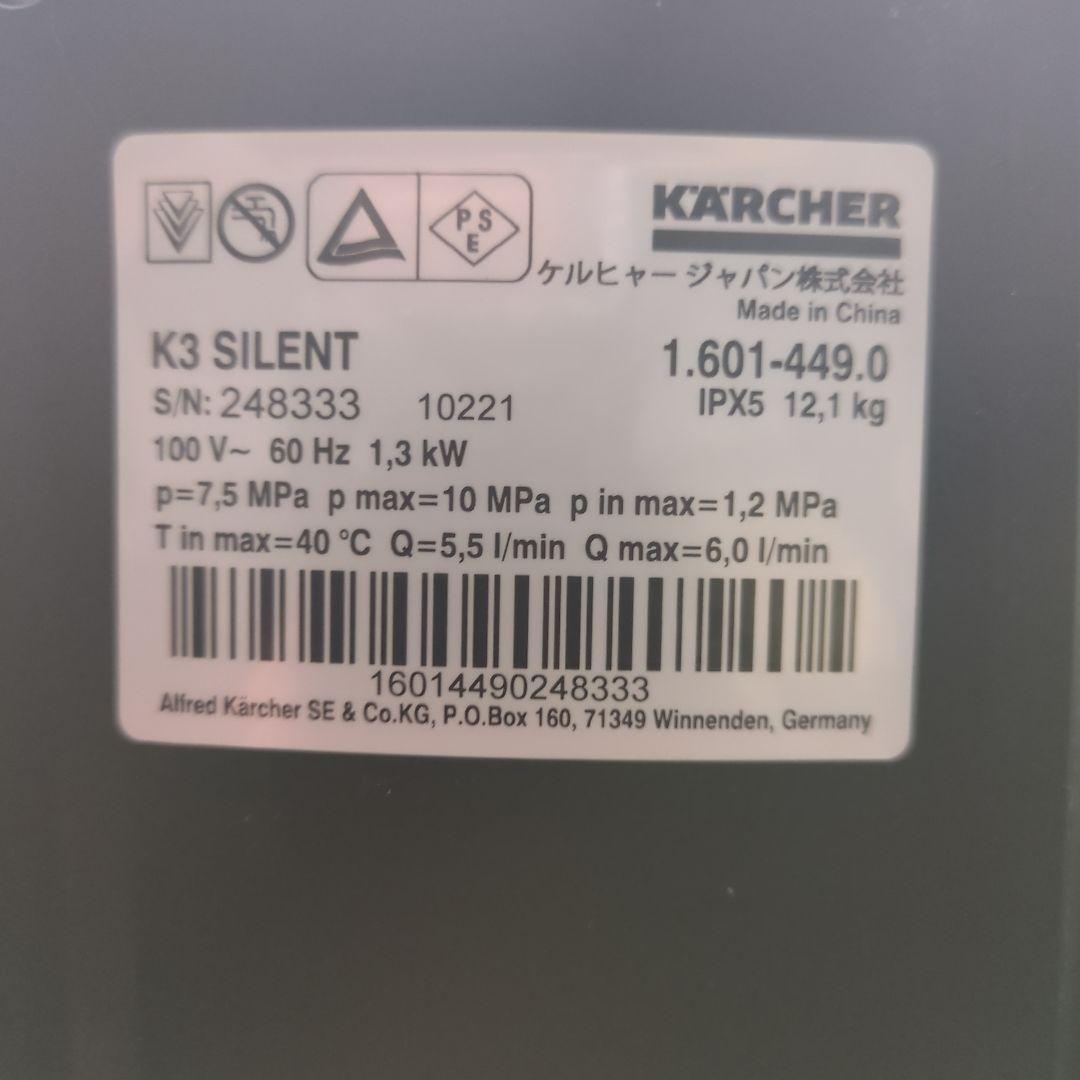 PSE
KÄRCHER
ケルヒャー ジャパン株式会社
Made in China
K3 SILENT 1.601-449.0
S/N: 248333 10221 IPX5 12,1 kg
100 V~ 60 Hz 1,3 kW
p=7,5 MPa p max=10 MPa p in max=1,2 MPa
T in max=40 °C Q=5,5 l/min Q max=6,0 l/min
16014490248333
Alfred Kärcher SE & Co.KG, P.O.Box 160, 71349 Winnenden, Germany